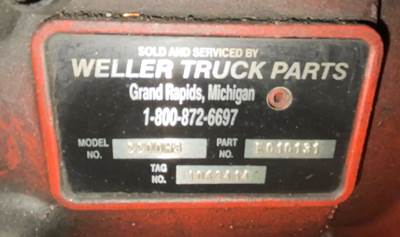 SOLD AND SERVICED BY
WELLER TRUCK PARTS
Grand Rapids, Michigan
1-800-872-6697
MODEL NO. PART NO.
TAG NO.